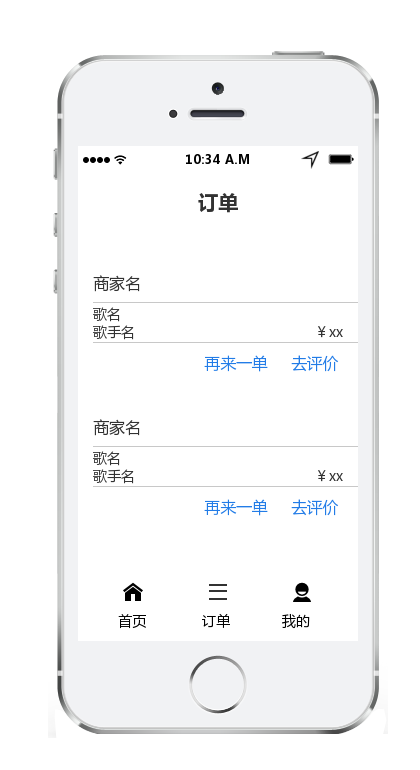 10:34 A.M
订单
商家名
歌名
歌手名 ¥ xx
再来一单 去评价
商家名
歌名
歌手名 ¥ xx
再来一单 去评价
首页 订单 我的